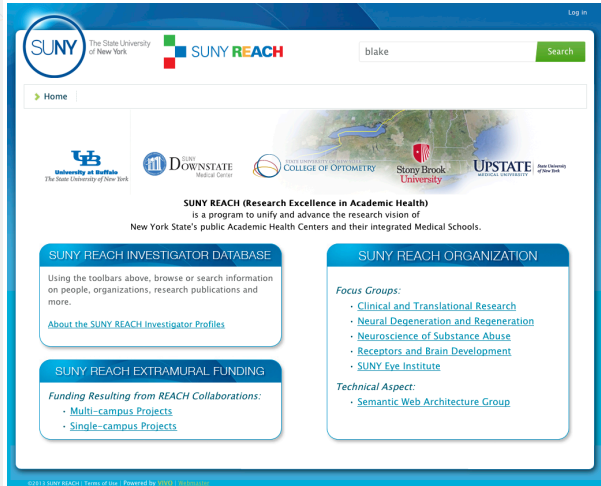 Log in
SUNY
The State University
of New York
SUNY REACH
blake
Search
Home
UB
University at Buffalo
The State University of New York
SUNY
DOWNSTATE
Medical Center
STATE UNIVERSITY OF NEW YORK
COLLEGE OF OPTOMETRY
Stony Brook
University
UPSTATE
MEDICAL UNIVERSITY
State University
of New York
SUNY REACH (Research Excellence in Academic Health)
is a program to unify and advance the research vision of
New York State's public Academic Health Centers and their integrated Medical Schools.
SUNY REACH INVESTIGATOR DATABASE
Using the toolbars above, browse or search information
on people, organizations, research publications and
more.
About the SUNY REACH Investigator Profiles
SUNY REACH EXTRAMURAL FUNDING
Funding Resulting from REACH Collaborations:
· Multi-campus Projects
· Single-campus Projects
SUNY REACH ORGANIZATION
Focus Groups:
· Clinical and Translational Research
· Neural Degeneration and Regeneration
· Neuroscience of Substance Abuse
· Receptors and Brain Development
· SUNY Eye Institute
Technical Aspect:
· Semantic Web Architecture Group
©2013 SUNY REACH | Terms of Use | Powered by VIVO | Webmaster